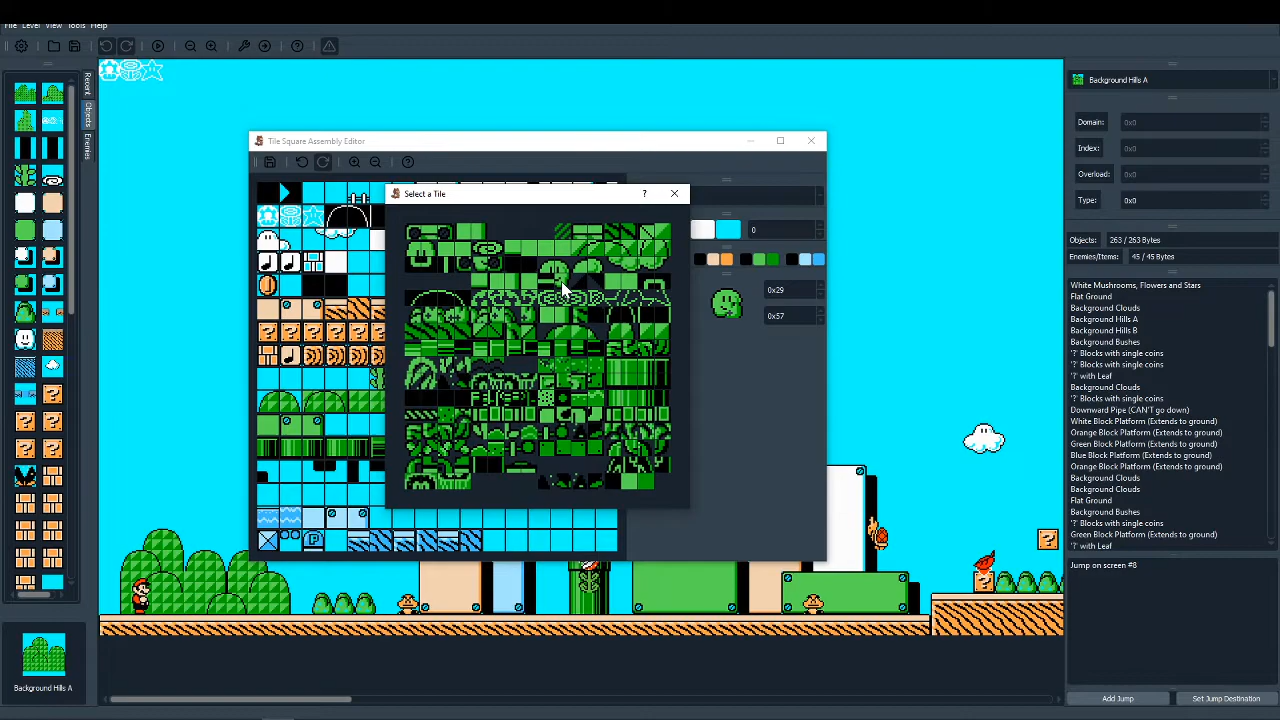 File Level View Tools Help
Recent
Objects
Enemies
Background Hills A
Tile Square Assembly Editor
Select a Tile
?
0
0x29
0x57
P
Background Hills A
Domain: 0x0
Index: 0x0
Overload: 0x0
Type: 0x0
Objects: 263 / 263 Bytes
Enemies/Items: 45 / 45 Bytes
White Mushrooms, Flowers and Stars
Flat Ground
Background Clouds
Background Hills A
Background Hills B
Background Bushes
'?' Blocks with single coins
'?' Blocks with single coins
'?' with Leaf
Background Clouds
Downward Pipe (CAN'T go down)
White Block Platform (Extends to ground)
Orange Block Platform (Extends to ground)
Green Block Platform (Extends to ground)
Blue Block Platform (Extends to ground)
Orange Block Platform (Extends to ground)
Background Clouds
Background Clouds
Flat Ground
Background Bushes
'?' Blocks with single coins
Green Block Platform (Extends to ground)
'?' with Leaf
Jump on screen #8
Add Jump
Set Jump Destination